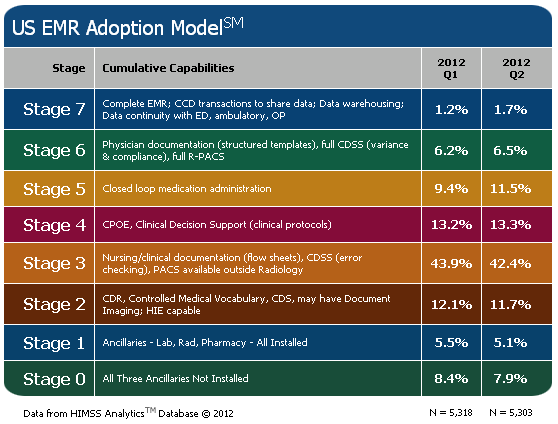 US EMR Adoption Model SM
Stage Cumulative Capabilities 2012 Q1 2012 Q2
Stage 7 Complete EMR; CCD transactions to share data; Data warehousing; 1.2% 1.7%
Data continuity with ED, ambulatory, OP
Stage 6 Physician documentation (structured templates), full CDSS (variance 6.2% 6.5%
& compliance), full R-PACS
Stage 5 Closed loop medication administration 9.4% 11.5%
Stage 4 CPOE, Clinical Decision Support (clinical protocols) 13.2% 13.3%
Stage 3 Nursing/clinical documentation (flow sheets), CDSS (error 43.9% 42.4%
checking), PACS available outside Radiology
Stage 2 CDR, Controlled Medical Vocabulary, CDS, may have Document 12.1% 11.7%
Imaging; HIE capable
Stage 1 Ancillaries - Lab, Rad, Pharmacy - All Installed 5.5% 5.1%
Stage 0 All Three Ancillaries Not Installed 8.4% 7.9%
Data from HIMSS Analytics TM Database © 2012 N = 5,318 N = 5,303